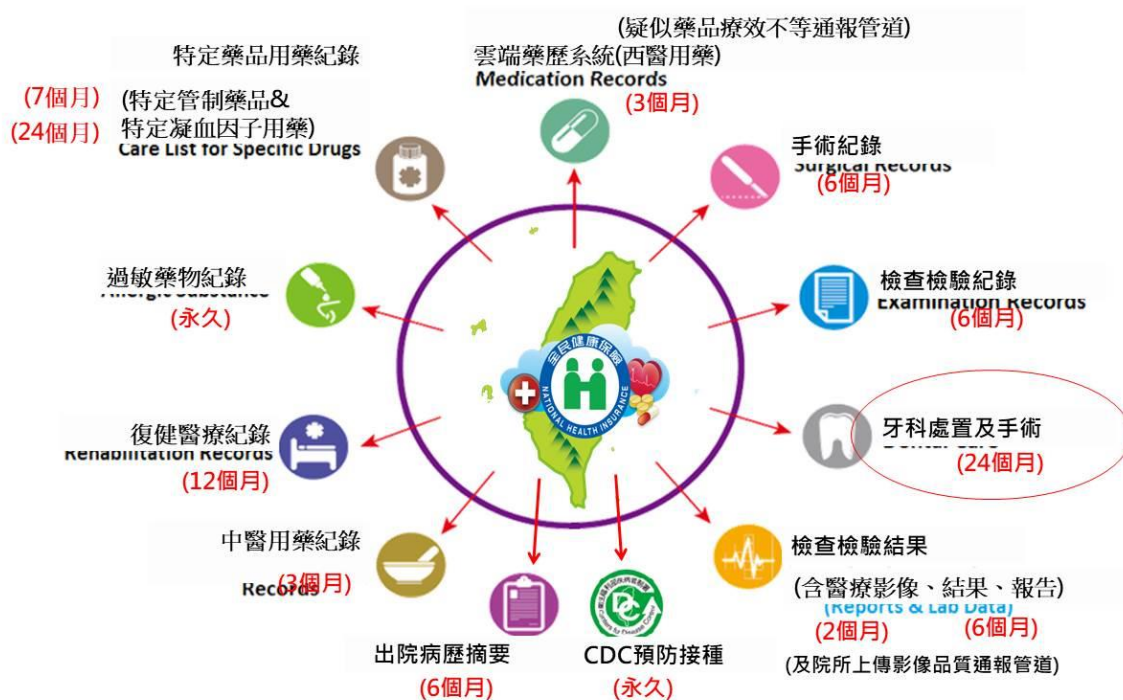 (疑似藥品療效不等通報管道)
雲端藥歷系統(西醫用藥)
Medication Records
(3個月)
特定藥品用藥紀錄
(7個月) (特定管制藥品&
(24個月) 特定凝血因子用藥)
Care List for Specific Drugs
手術紀錄
Surgical Records
(6個月)
過敏藥物紀錄
Allergic Substance
(永久)
檢查檢驗紀錄
Examination Records
(6個月)
全民健康保險
NATIONAL HEALTH INSURANCE
復健醫療紀錄
Rehabilitation Records
(12個月)
牙科處置及手術
Dental Care
(24個月)
中醫用藥紀錄
Records
(3個月)
檢查檢驗結果
(含醫療影像、結果、報告)
(Reports & Lab Data)
(2個月) (6個月)
(及院所上傳影像品質通報管道)
出院病歷摘要
(6個月)
CDC預防接種
(永久)